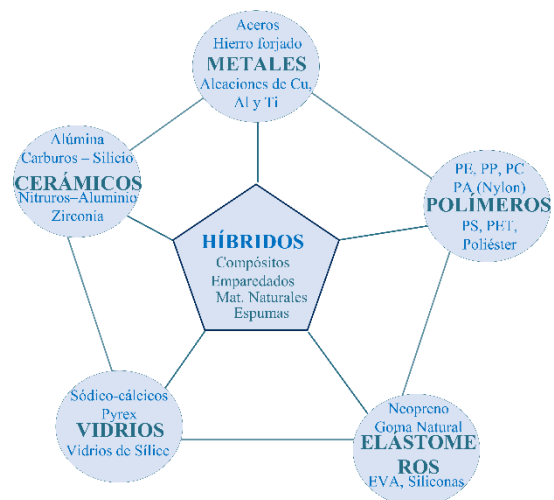 Aceros
Hierro forjado
METALES
Aleaciones de Cu,
Al y Ti
Alúmina
Carburos – Silicio
CERÁMICOS
Nitruros–Aluminio
Zirconia
PE, PP, PC
PA (Nylon)
POLÍMEROS
PS, PET,
Poliéster
HÍBRIDOS
Compósitos
Emparedados
Mat. Naturales
Espumas
Sódico-cálcicos
Pyrex
VIDRIOS
Vidrios de Sílice
Neopreno
Goma Natural
ELÁSTOME
ROS
EVA, Siliconas